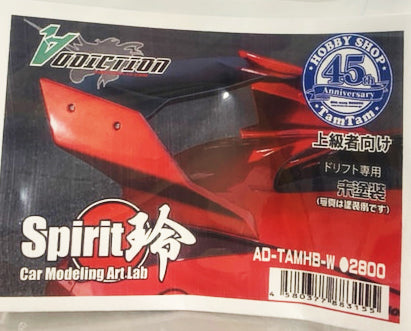 ADDICTION
HOBBY SHOP
45th
Anniversary
TamTam
上級者向け
ドリフト専用
未塗装
(写真は塗装例です)
Spirit玲
Car Modeling Art Lab
AD-TAMHB-W ●2800